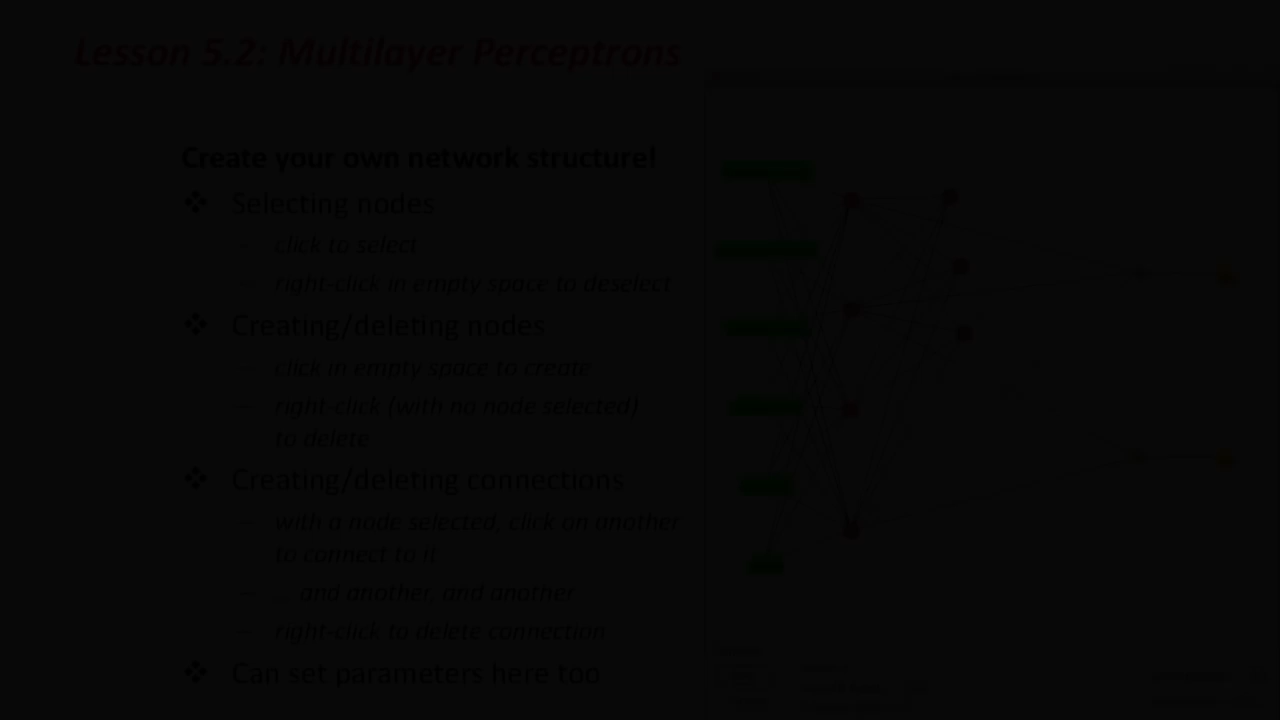 Lesson 5.2: Multilayer Perceptrons
Create your own network structure!
❖ Selecting nodes
– click to select
– right-click in empty space to deselect
❖ Creating/deleting nodes
– click in empty space to create
– right-click (with no node selected)
to delete
❖ Creating/deleting connections
– with a node selected, click on another
to connect to it
– … and another, and another
– right-click to delete connection
❖ Can set parameters here too